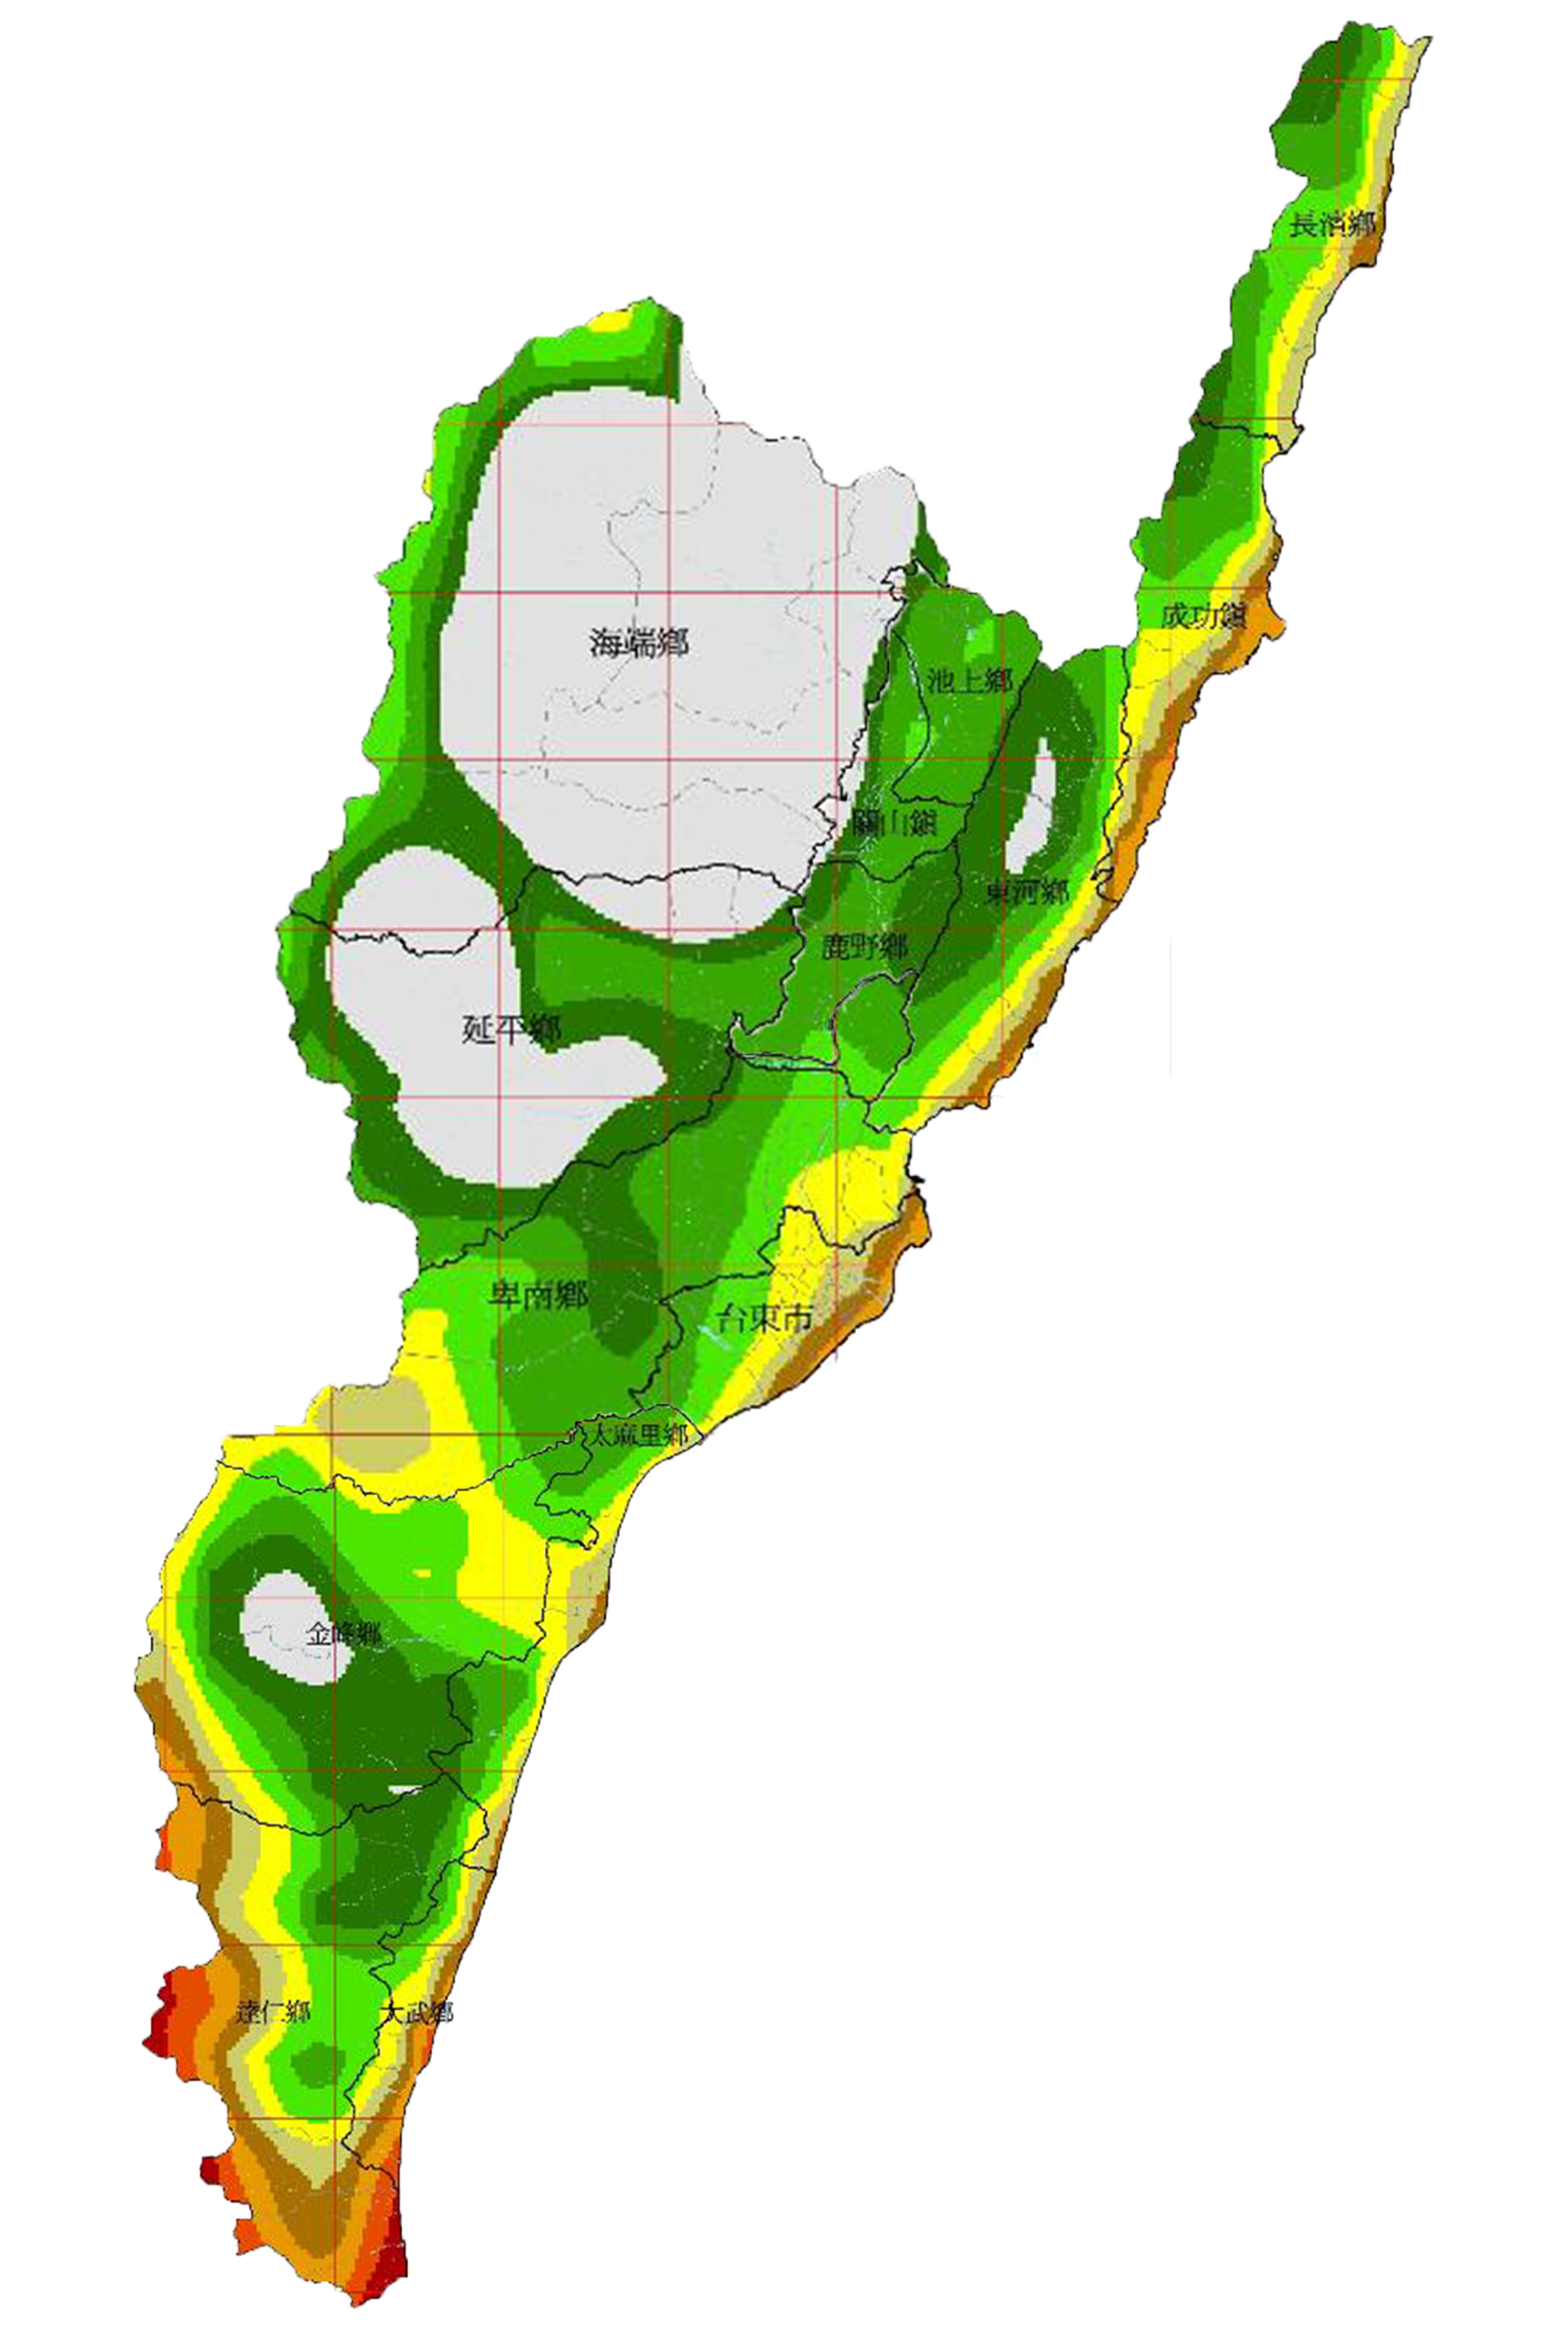 長濱鄉
成功鎮
海端鄉
池上鄉
關山鎮
東河鄉
鹿野鄉
延平鄉
卑南鄉
台東市
太麻里鄉
金峰鄉
達仁鄉
大武鄉